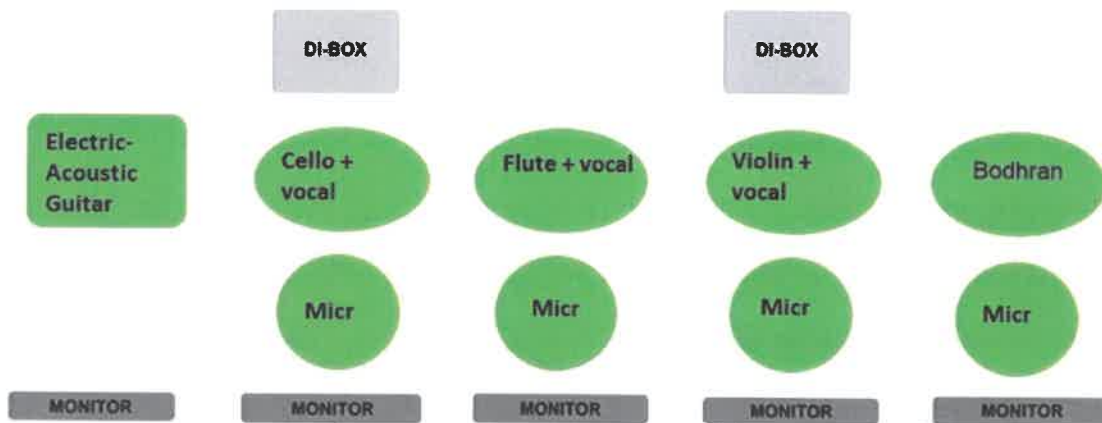 DI-BOX
DI-BOX
Electric-
Acoustic
Guitar
Cello +
vocal
Flute + vocal
Violin +
vocal
Bodhran
Micr
Micr
Micr
Micr
MONITOR
MONITOR
MONITOR
MONITOR
MONITOR